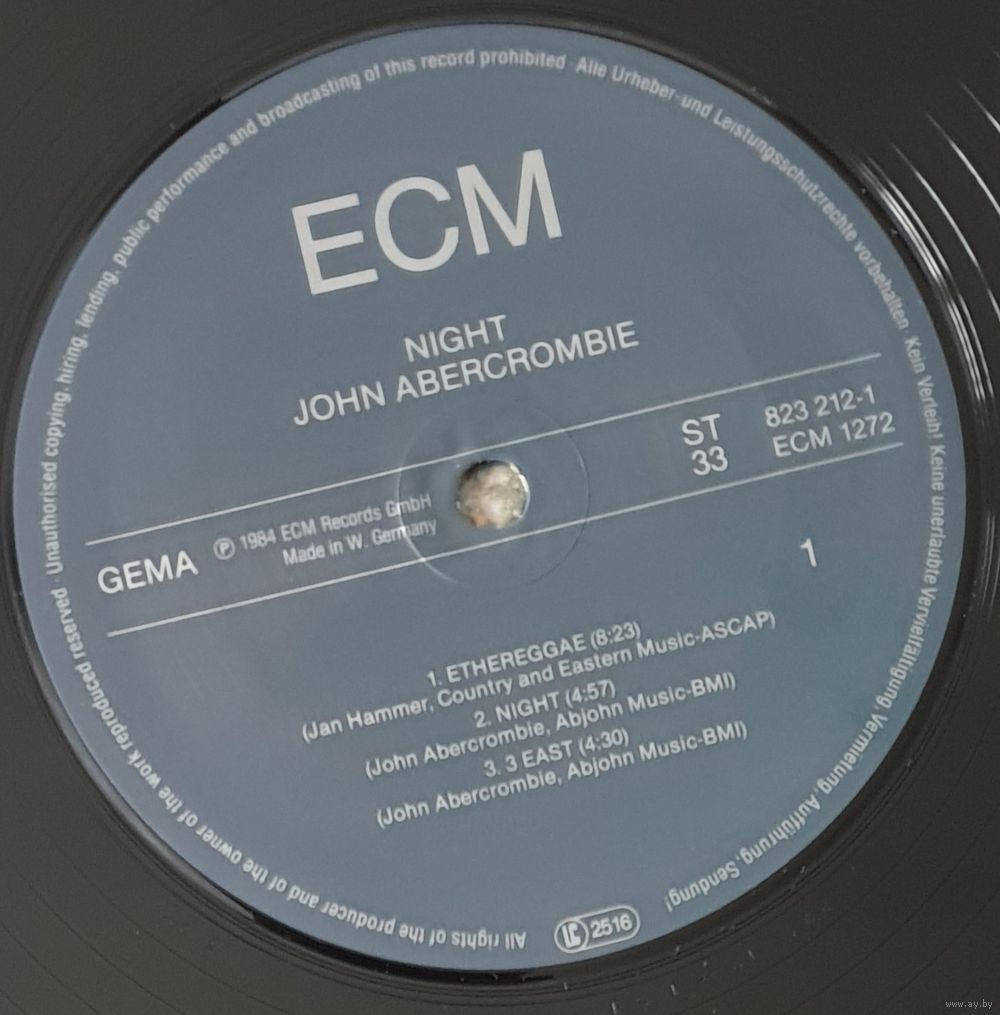 ECM
NIGHT
JOHN ABERCROMBIE
ST
33
823 212-1
ECM 1272
GEMA
℗ 1984 ECM Records GmbH
Made in W. Germany
1
1. ETHEREGGAE (8:23)
(Jan Hammer, Country and Eastern Music-ASCAP)
2. NIGHT (4:57)
(John Abercrombie, Abjohn Music-BMI)
3. 3 EAST (4:30)
(John Abercrombie, Abjohn Music-BMI)
All rights of the producer and of the owner of the work reproduced reserved · Unauthorised copying, hiring, lending, public performance and broadcasting of this record prohibited · Alle Urheber- und Leistungsschutzrechte vorbehalten. Kein Verleih! Keine unerlaubte Vervielfältigung, Vermietung, Aufführung, Sendung!
LC 2516
www.ay.by